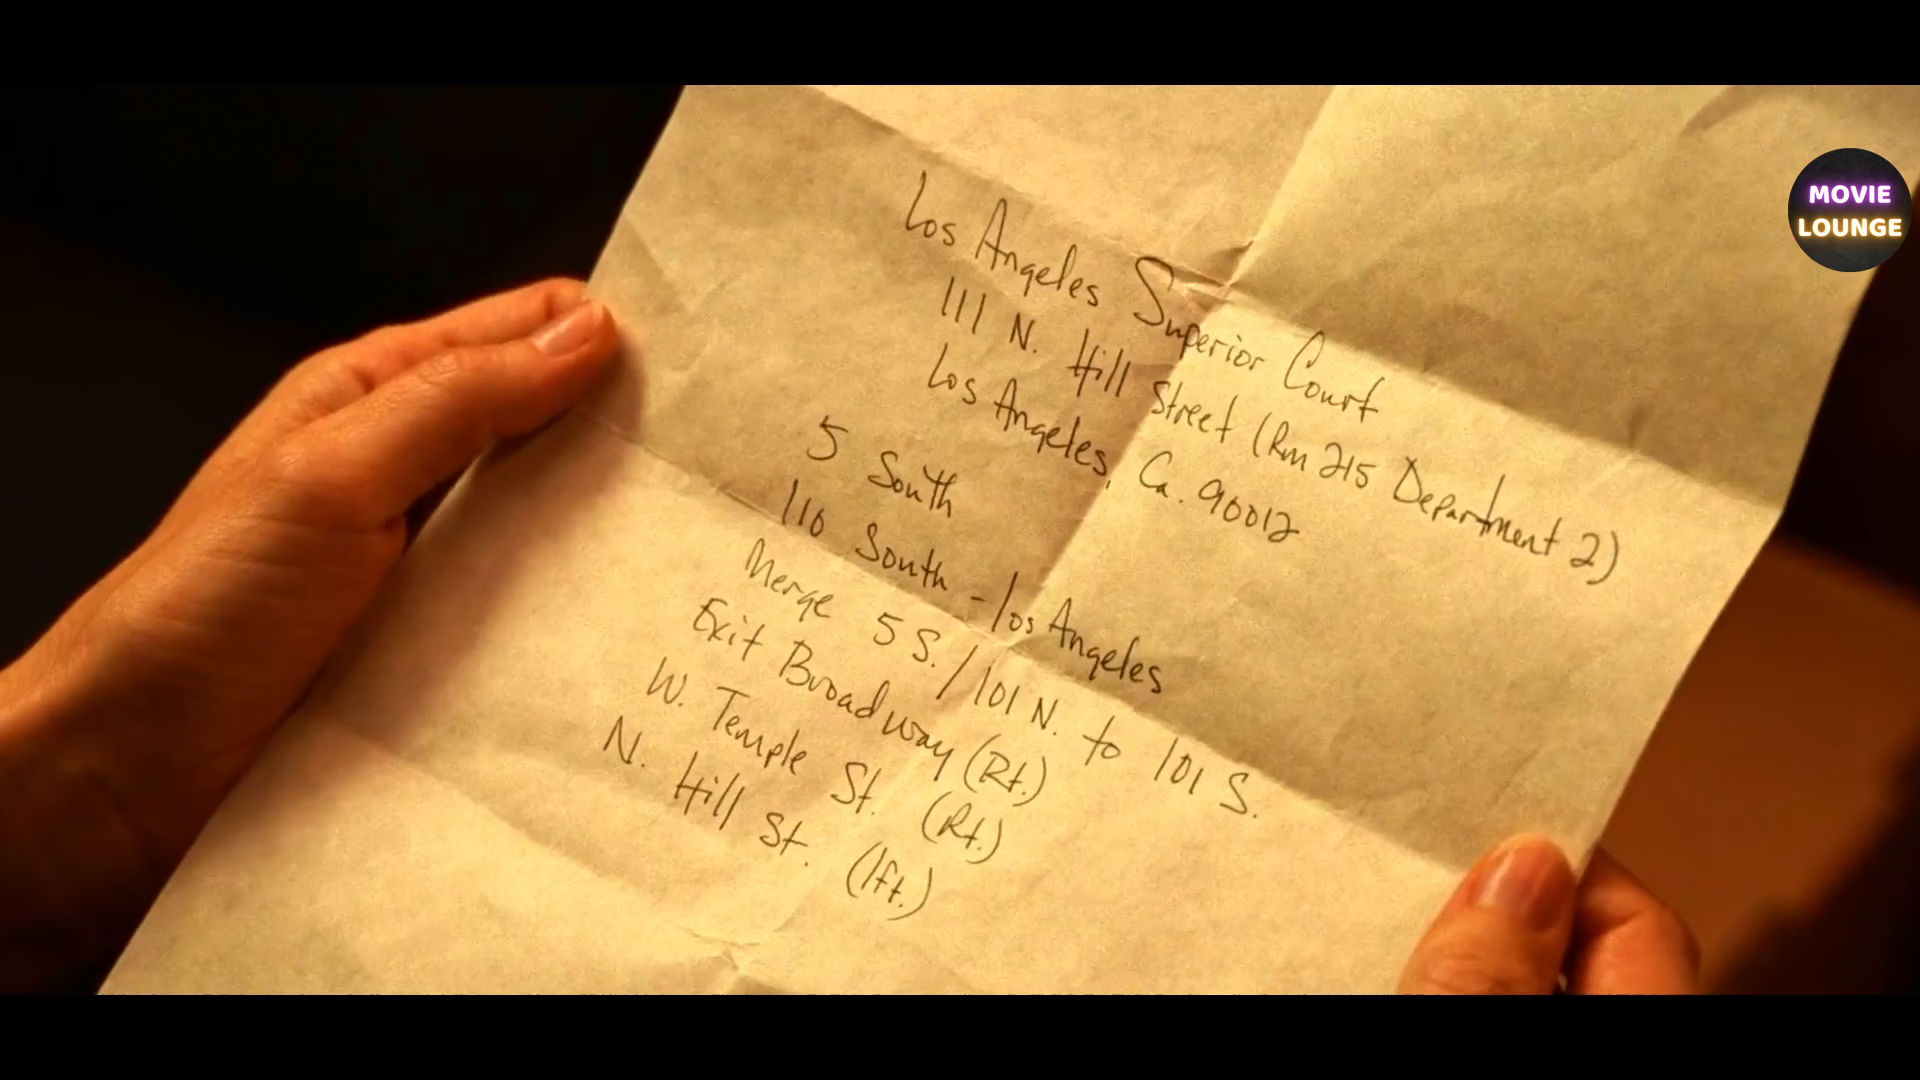 Los Angeles Superior Court
111 N. Hill Street (Rm 215 Department 2)
Los Angeles, Ca. 90012
5 South
110 South - Los Angeles
Merge 5 S. / 101 N. to 101 S.
Exit Broadway (Rt.)
W. Temple St. (Rt.)
N. Hill St. (lft.)
MOVIE
LOUNGE